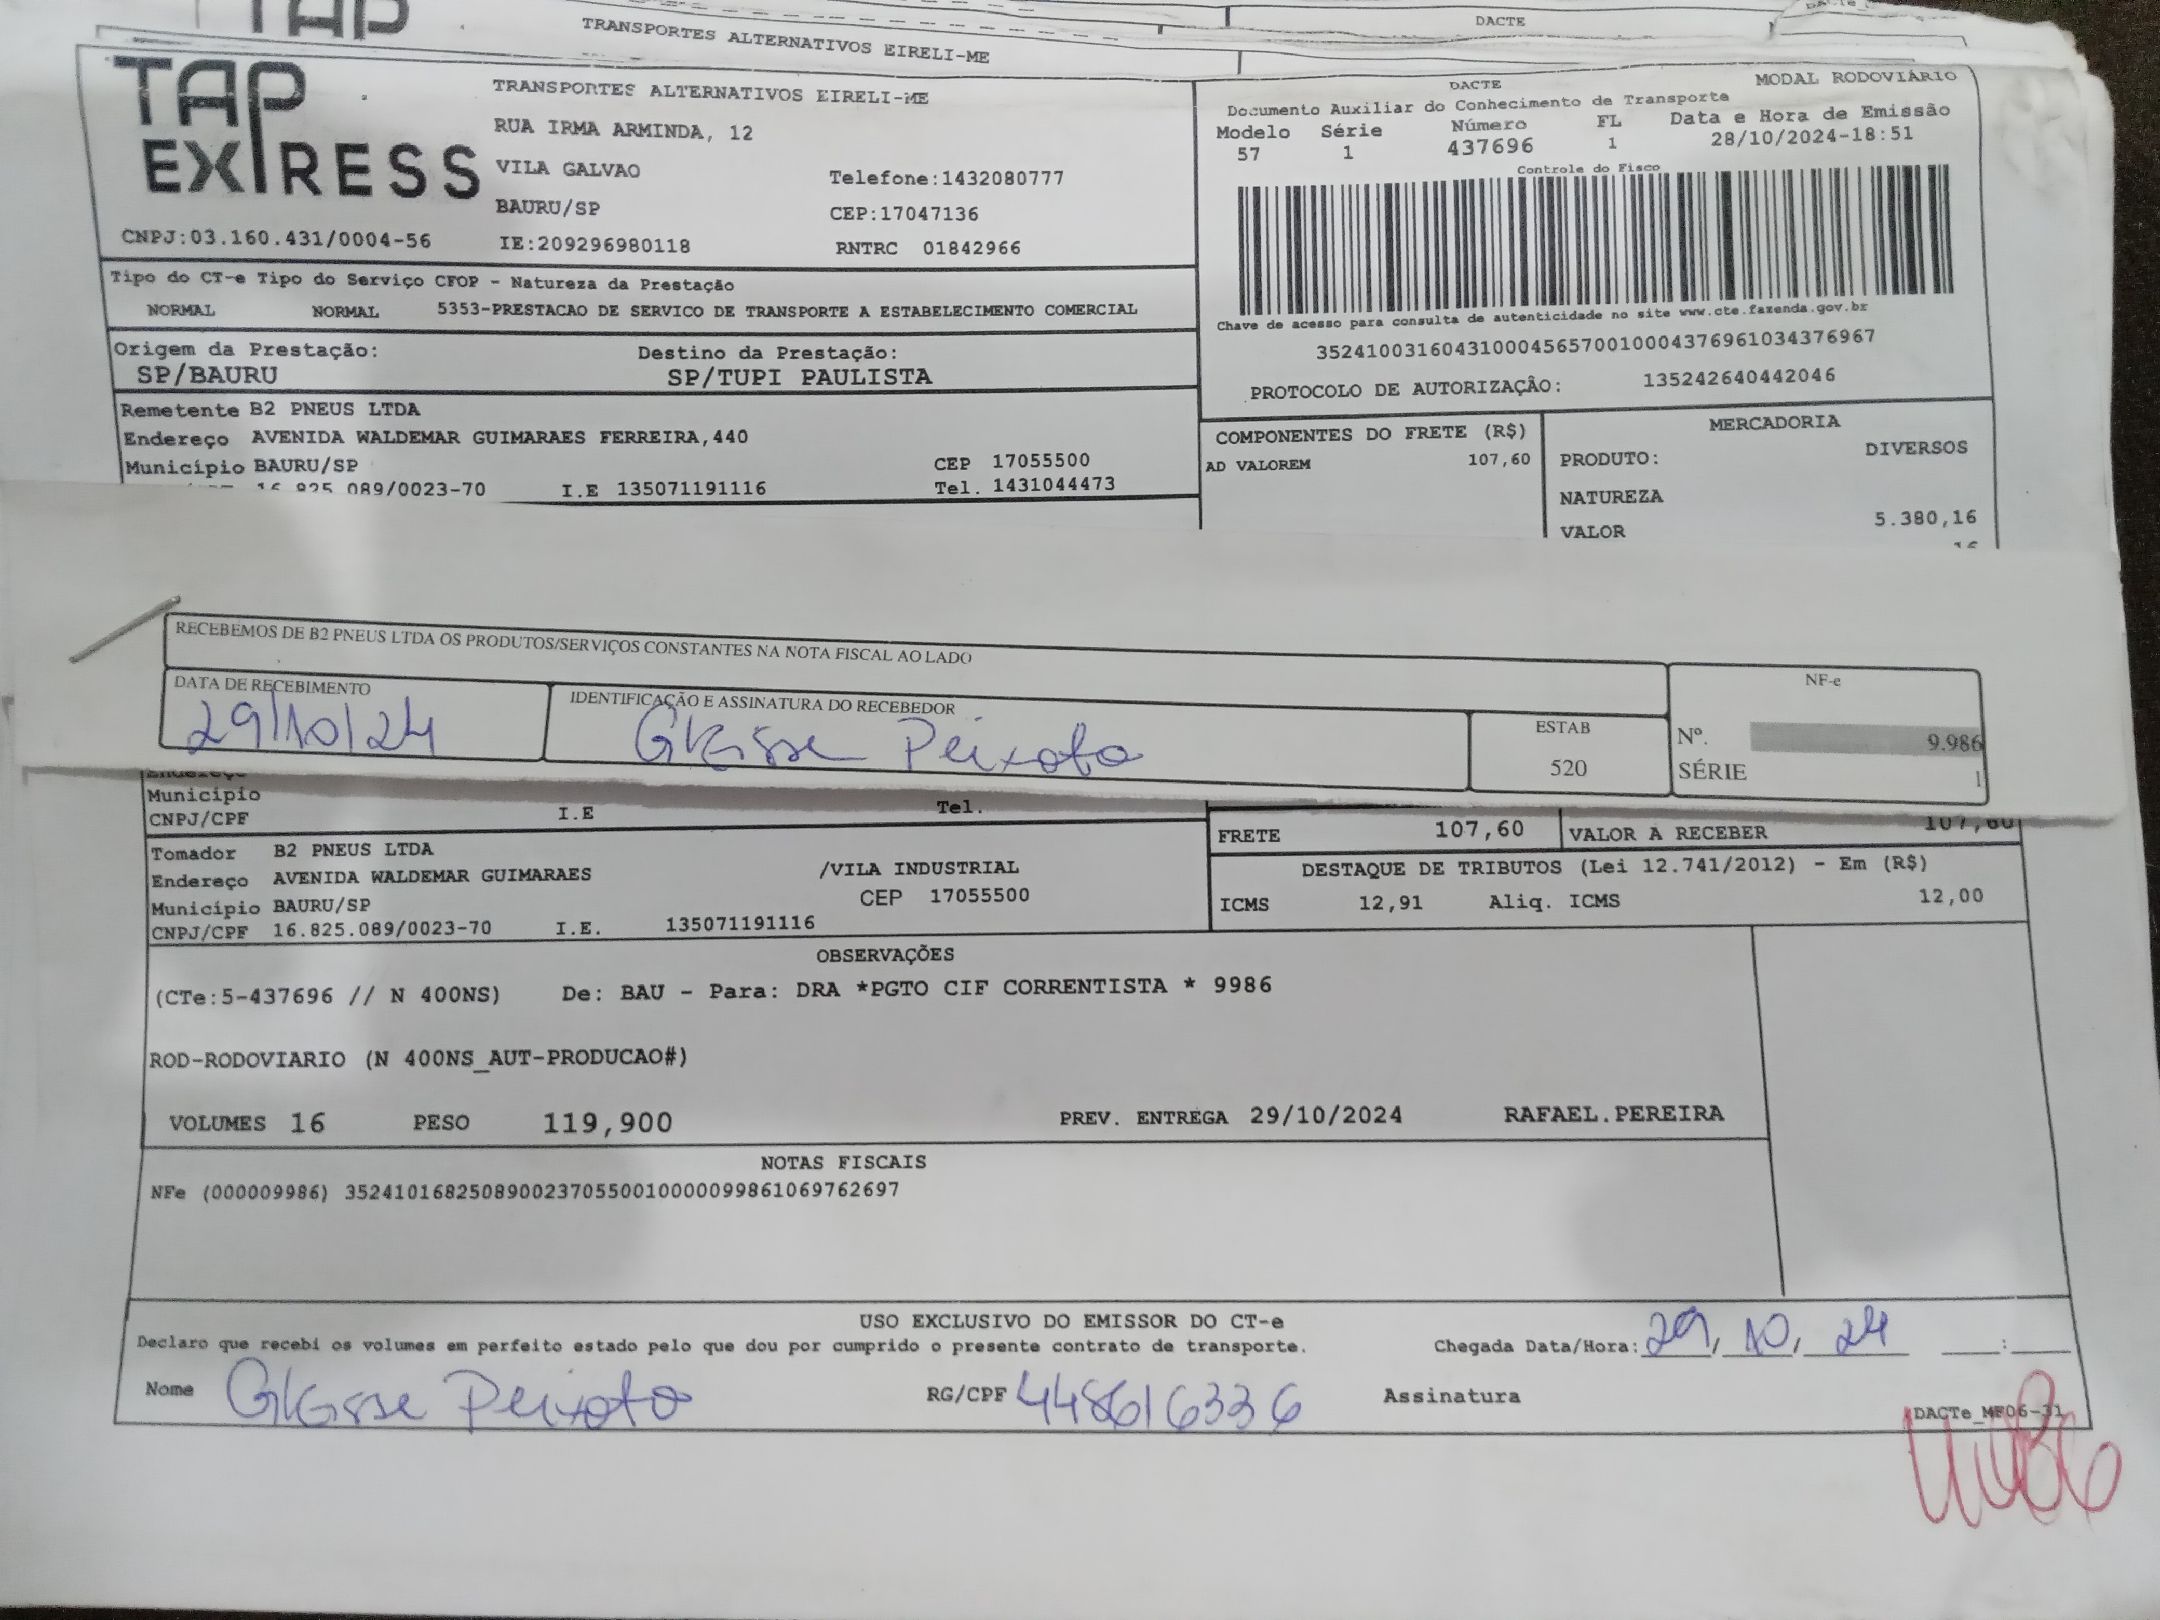 TAP
TRANSPORTES ALTERNATIVOS EIRELI-ME
DACTE
TAP EXPRESS
TRANSPORTES ALTERNATIVOS EIRELI-ME
RUA IRMA ARMINDA, 12
VILA GALVAO
Telefone:1432080777
BAURU/SP
CEP:17047136
CNPJ:03.160.431/0004-56
IE:209296980118
RNTRC 01842966
DACTE
MODAL RODOVIÁRIO
Documento Auxiliar do Conhecimento de Transporte
Modelo Série Número FL Data e Hora de Emissão
57 1 437696 1 28/10/2024-18:51
Controle do Fisco
Chave de acesso para consulta de autenticidade no site www.cte.fazenda.gov.br
35241003160431000456570010004376961034376967
PROTOCOLO DE AUTORIZAÇÃO: 135242640442046
Tipo do CT-e Tipo do Serviço CFOP - Natureza da Prestação
NORMAL NORMAL 5353-PRESTACAO DE SERVICO DE TRANSPORTE A ESTABELECIMENTO COMERCIAL
Origem da Prestação: Destino da Prestação:
SP/BAURU SP/TUPI PAULISTA
Remetente B2 PNEUS LTDA
Endereço AVENIDA WALDEMAR GUIMARAES FERREIRA,440
Município BAURU/SP CEP 17055500
16.825.089/0023-70 I.E 135071191116 Tel. 1431044473
COMPONENTES DO FRETE (R$)
AD VALOREM 107,60
MERCADORIA
PRODUTO: DIVERSOS
NATUREZA
VALOR 5.380,16
RECEBEMOS DE B2 PNEUS LTDA OS PRODUTOS/SERVIÇOS CONSTANTES NA NOTA FISCAL AO LADO
DATA DE RECEBIMENTO
29/10/24
IDENTIFICAÇÃO E ASSINATURA DO RECEBEDOR
Gleisse Peixoto
ESTAB
520
NF-e
Nº. 9.986
SÉRIE 1
Endereço
Município
CNPJ/CPF I.E Tel.
FRETE 107,60 VALOR A RECEBER 107,60
Tomador B2 PNEUS LTDA
Endereço AVENIDA WALDEMAR GUIMARAES /VILA INDUSTRIAL
Município BAURU/SP CEP 17055500
CNPJ/CPF 16.825.089/0023-70 I.E. 135071191116
DESTAQUE DE TRIBUTOS (Lei 12.741/2012) - Em (R$)
ICMS 12,91 Aliq. ICMS 12,00
OBSERVAÇÕES
(CTe:5-437696 // N 400NS) De: BAU - Para: DRA *PGTO CIF CORRENTISTA * 9986
ROD-RODOVIARIO (N 400NS_AUT-PRODUCAO#)
VOLUMES 16 PESO 119,900 PREV. ENTREGA 29/10/2024 RAFAEL.PEREIRA
NOTAS FISCAIS
NFe (000009986) 35241016825089002370550010000099861069762697
USO EXCLUSIVO DO EMISSOR DO CT-e
Declaro que recebi os volumes em perfeito estado pelo que dou por cumprido o presente contrato de transporte.
Chegada Data/Hora: 29, 10, 24 :
Nome Gleisse Peixoto RG/CPF 448616336 Assinatura
DACTe_MF06-31